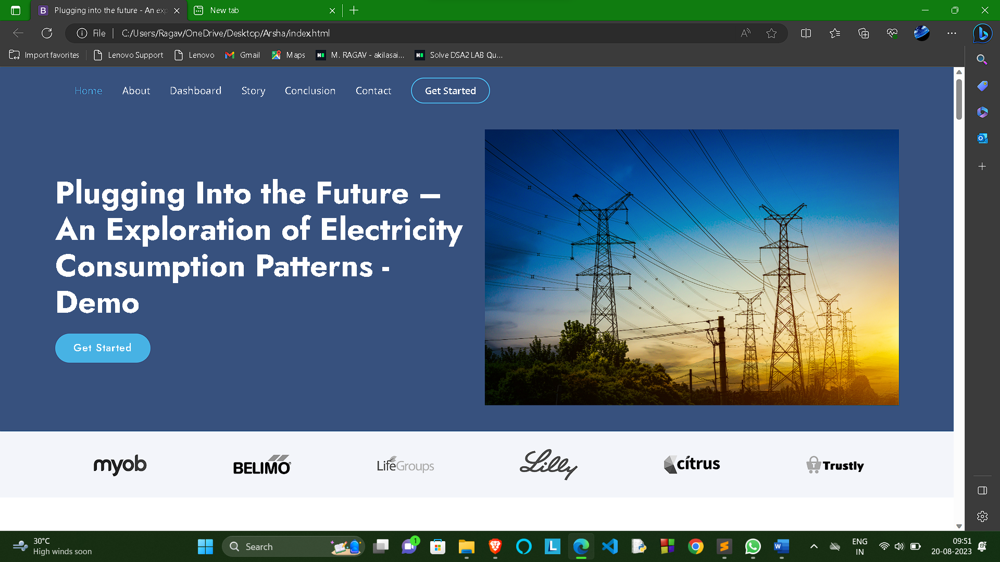 Plugging into the future - An exp
New tab
File
C:/Users/Ragav/OneDrive/Desktop/Arsha/index.html
Import favorites
Lenovo Support
Lenovo
Gmail
Maps
M. RAGAV - akilasai...
Solve DSA2 LAB Qu...
Home
About
Dashboard
Story
Conclusion
Contact
Get Started
Plugging Into the Future –
An Exploration of Electricity
Consumption Patterns -
Demo
Get Started
myob
BELIMO
LifeGroups
Lilly
citrus
Trustly
30°C
High winds soon
Search
1
ENG
IN
09:51
20-08-2023